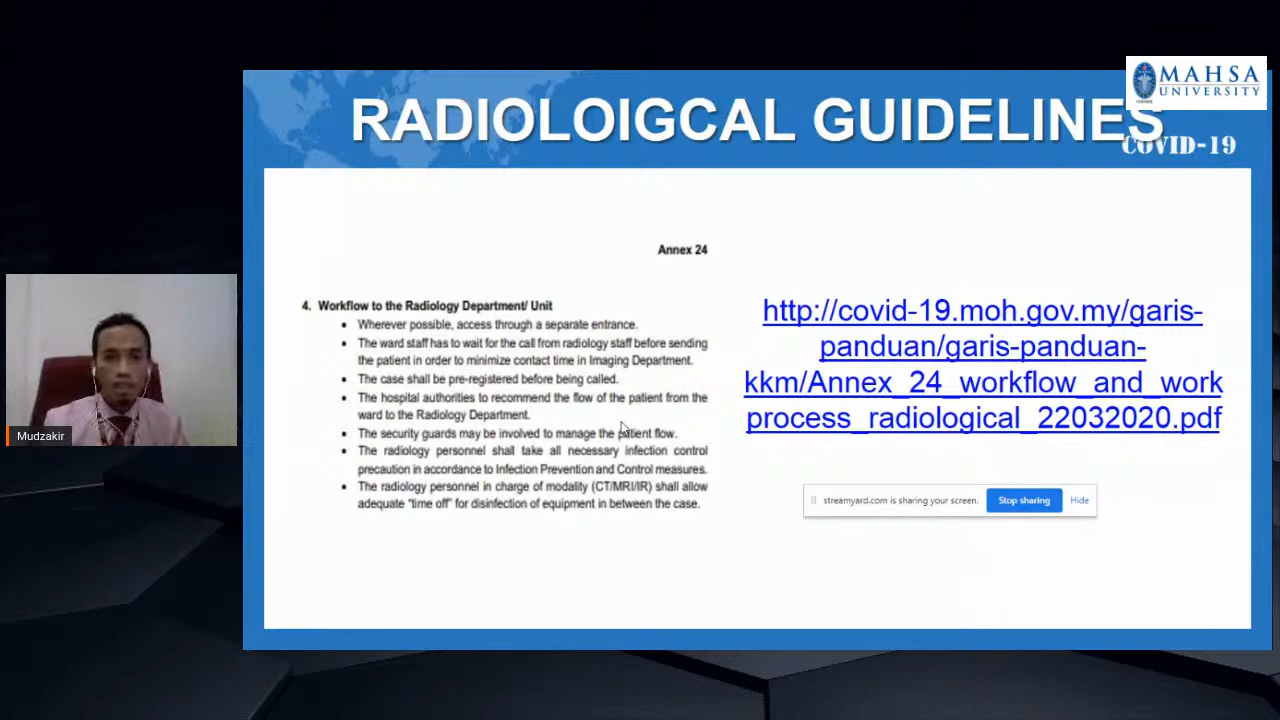 MAHSA
UNIVERSITY
RADIOLOIGCAL GUIDELINES
COVID-19
Annex 24
4. Workflow to the Radiology Department/ Unit
• Wherever possible, access through a separate entrance.
• The ward staff has to wait for the call from radiology staff before sending
the patient in order to minimize contact time in Imaging Department.
• The case shall be pre-registered before being called.
• The hospital authorities to recommend the flow of the patient from the
ward to the Radiology Department.
• The security guards may be involved to manage the patient flow.
• The radiology personnel shall take all necessary infection control
precaution in accordance to Infection Prevention and Control measures.
• The radiology personnel in charge of modality (CT/MRI/IR) shall allow
adequate “time off” for disinfection of equipment in between the case.
http://covid-19.moh.gov.my/garis-
panduan/garis-panduan-
kkm/Annex_24_workflow_and_work
process_radiological_22032020.pdf
streamyard.com is sharing your screen. Stop sharing Hide
Mudzakir